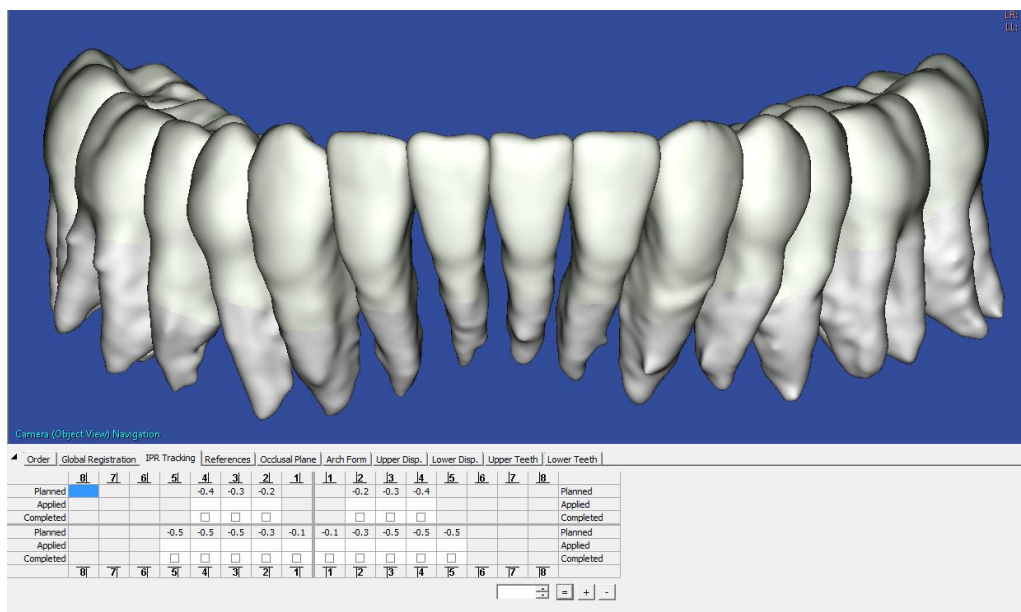 LR:
LL:
Camera (Object View) Navigation
Order Global Registration IPR Tracking References Occlusal Plane Arch Form Upper Disp. Lower Disp. Upper Teeth Lower Teeth
8 7 6 5 4 3 2 1 1 2 3 4 5 6 7 8
Planned -0.4 -0.3 -0.2 -0.2 -0.3 -0.4 Planned
Applied Applied
Completed Completed
Planned -0.5 -0.5 -0.5 -0.3 -0.1 -0.1 -0.3 -0.5 -0.5 -0.5 Planned
Applied Applied
Completed Completed
8 7 6 5 4 3 2 1 1 2 3 4 5 6 7 8
= + -